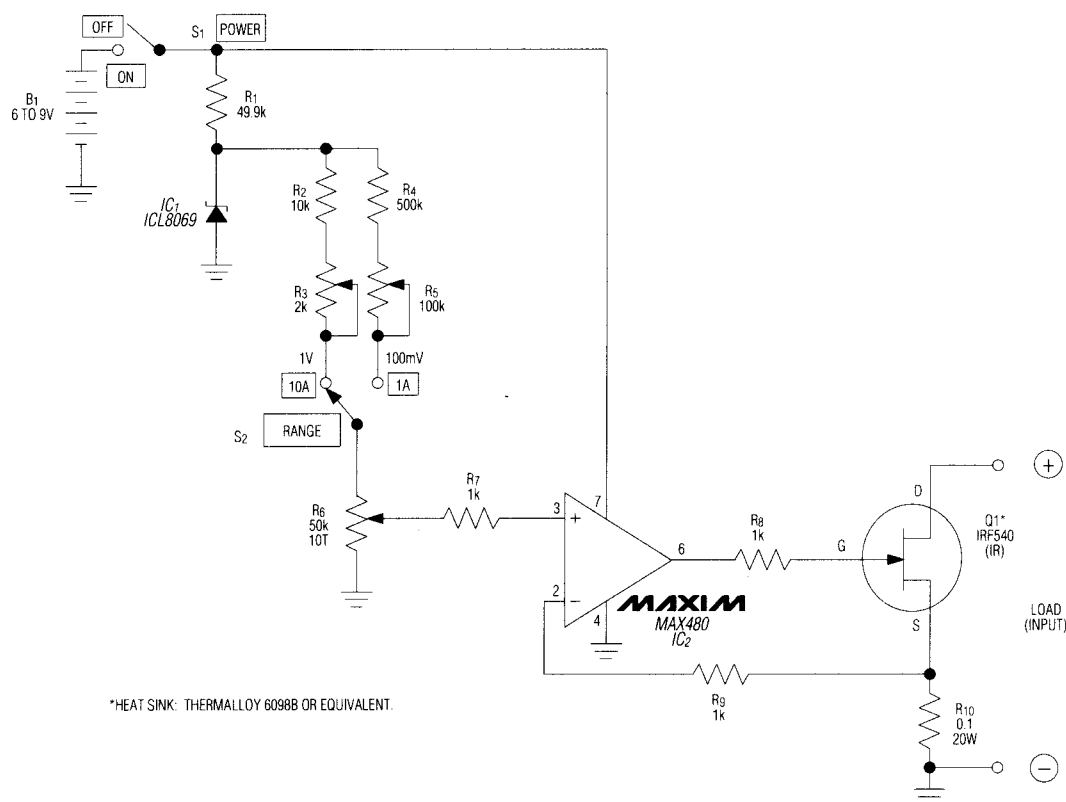 OFF
S1 POWER
ON
B1
6 TO 9V
R1
49.9k
R2
10k
R4
500k
IC1
ICL8069
R3
2k
R5
100k
1V
100mV
10A
1A
S2 RANGE
R6
50k
10T
R7
1k
3
+
7
6
2
−
4
MAXIM
MAX480
IC2
R8
1k
G
D
S
Q1*
IRF540
(IR)
+
LOAD
(INPUT)
R9
1k
R10
0.1
20W
−
*HEAT SINK: THERMALLOY 6098B OR EQUIVALENT.